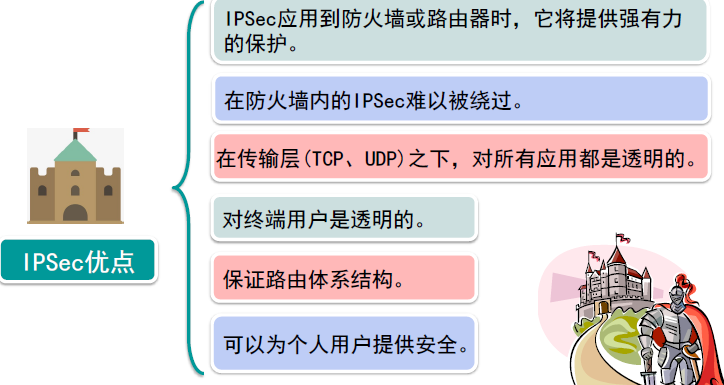 IPSec应用到防火墙或路由器时，它将提供强有力
的保护。
在防火墙内的IPSec难以被绕过。
在传输层(TCP、UDP)之下，对所有应用都是透明的。
对终端用户是透明的。
IPSec优点
保证路由体系结构。
可以为个人用户提供安全。